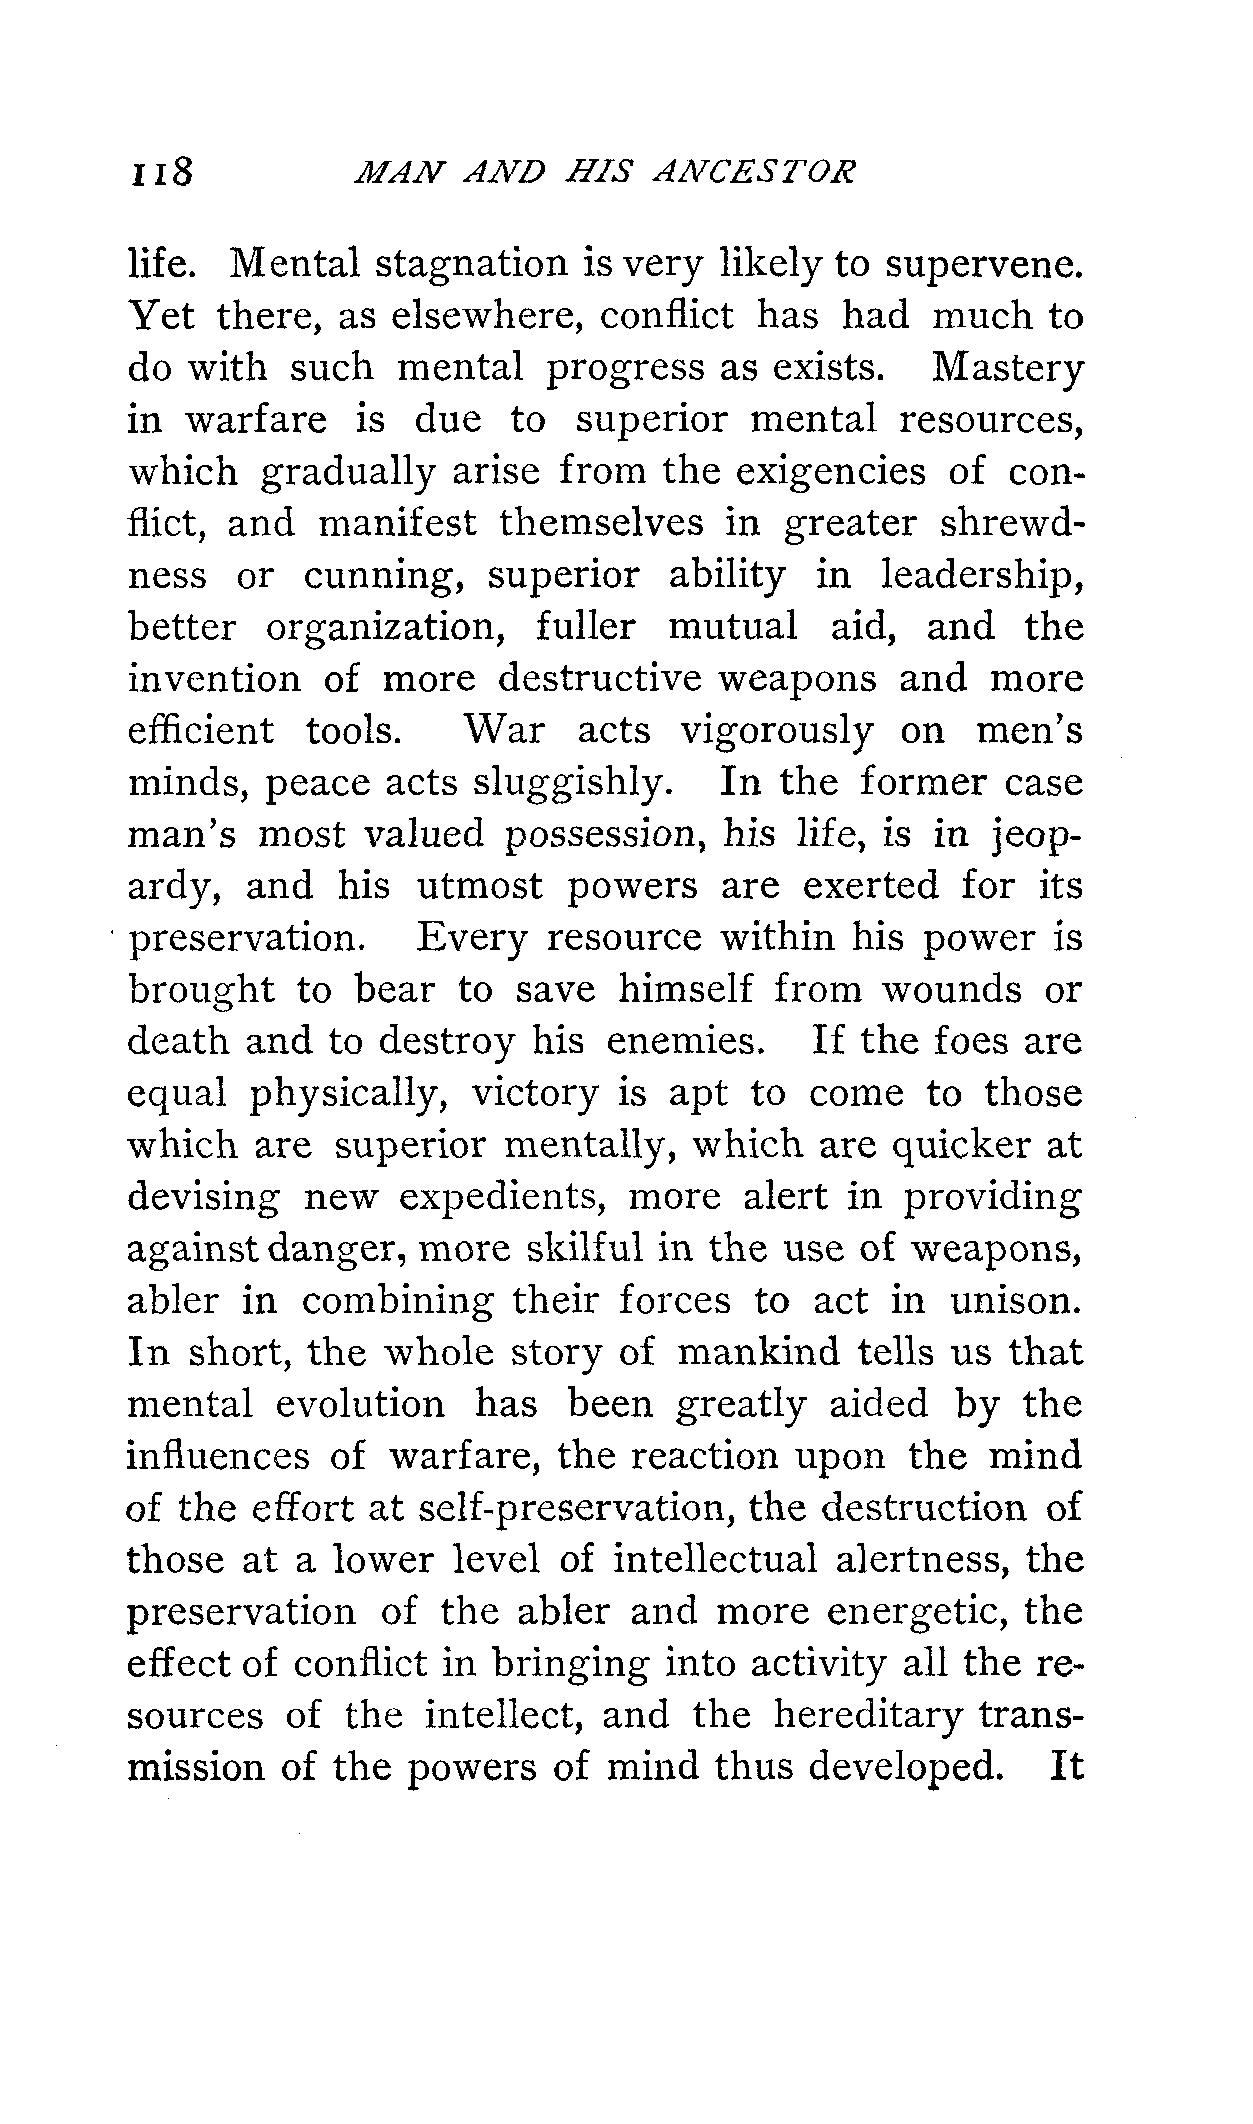 118 MAN AND HIS ANCESTOR
life. Mental stagnation is very likely to supervene.
Yet there, as elsewhere, conflict has had much to
do with such mental progress as exists. Mastery
in warfare is due to superior mental resources,
which gradually arise from the exigencies of con-
flict, and manifest themselves in greater shrewd-
ness or cunning, superior ability in leadership,
better organization, fuller mutual aid, and the
invention of more destructive weapons and more
efficient tools. War acts vigorously on men's
minds, peace acts sluggishly. In the former case
man's most valued possession, his life, is in jeop-
ardy, and his utmost powers are exerted for its
preservation. Every resource within his power is
brought to bear to save himself from wounds or
death and to destroy his enemies. If the foes are
equal physically, victory is apt to come to those
which are superior mentally, which are quicker at
devising new expedients, more alert in providing
against danger, more skilful in the use of weapons,
abler in combining their forces to act in unison.
In short, the whole story of mankind tells us that
mental evolution has been greatly aided by the
influences of warfare, the reaction upon the mind
of the effort at self-preservation, the destruction of
those at a lower level of intellectual alertness, the
preservation of the abler and more energetic, the
effect of conflict in bringing into activity all the re-
sources of the intellect, and the hereditary trans-
mission of the powers of mind thus developed. It